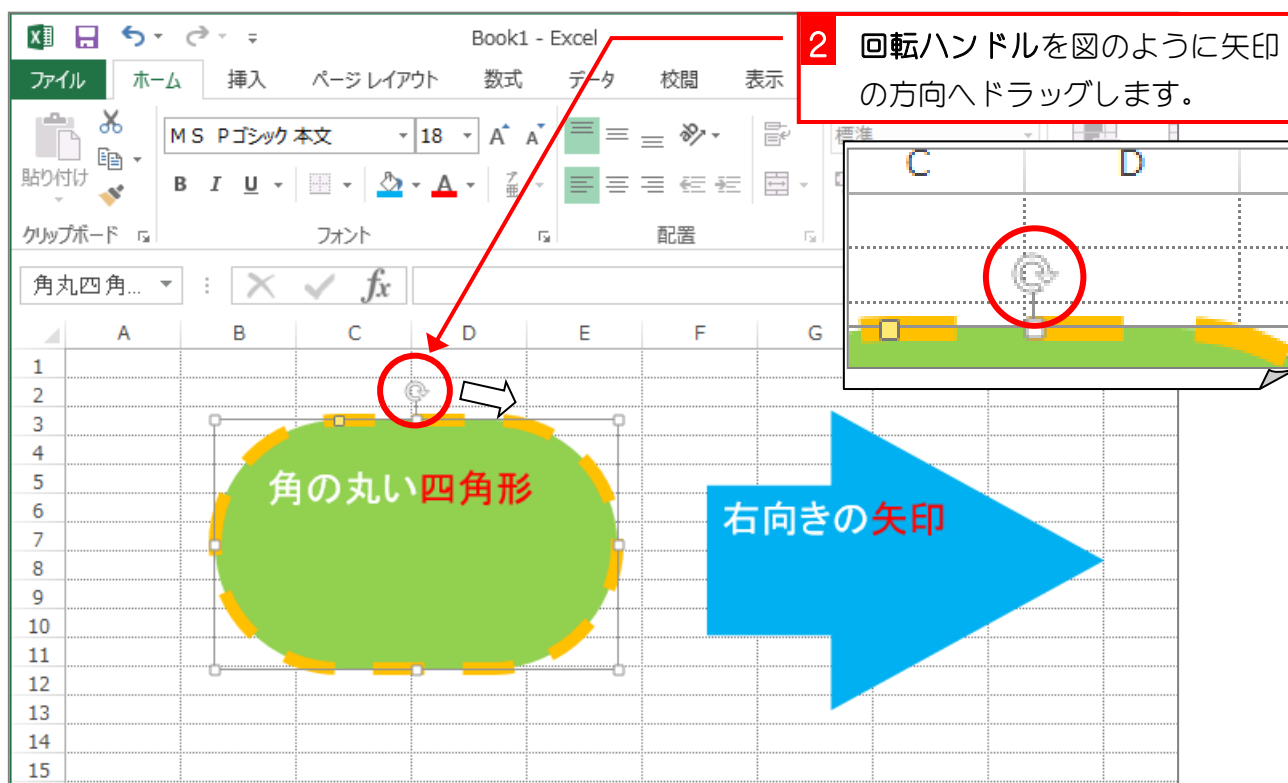 Book1 - Excel
2 回転ハンドルを図のように矢印
の方向へドラッグします。
ファイル ホーム 挿入 ページ レイアウト 数式 データ 校閲 表示
ＭＳ Ｐゴシック 本文 18 A A 標準
貼り付け B I U A ア亜
クリップボード フォント 配置
角丸四角... fx
C D
A B C D E F G
1
2
3
4
5
6
7
8
9
10
11
12
13
14
15
角の丸い四角形
右向きの矢印